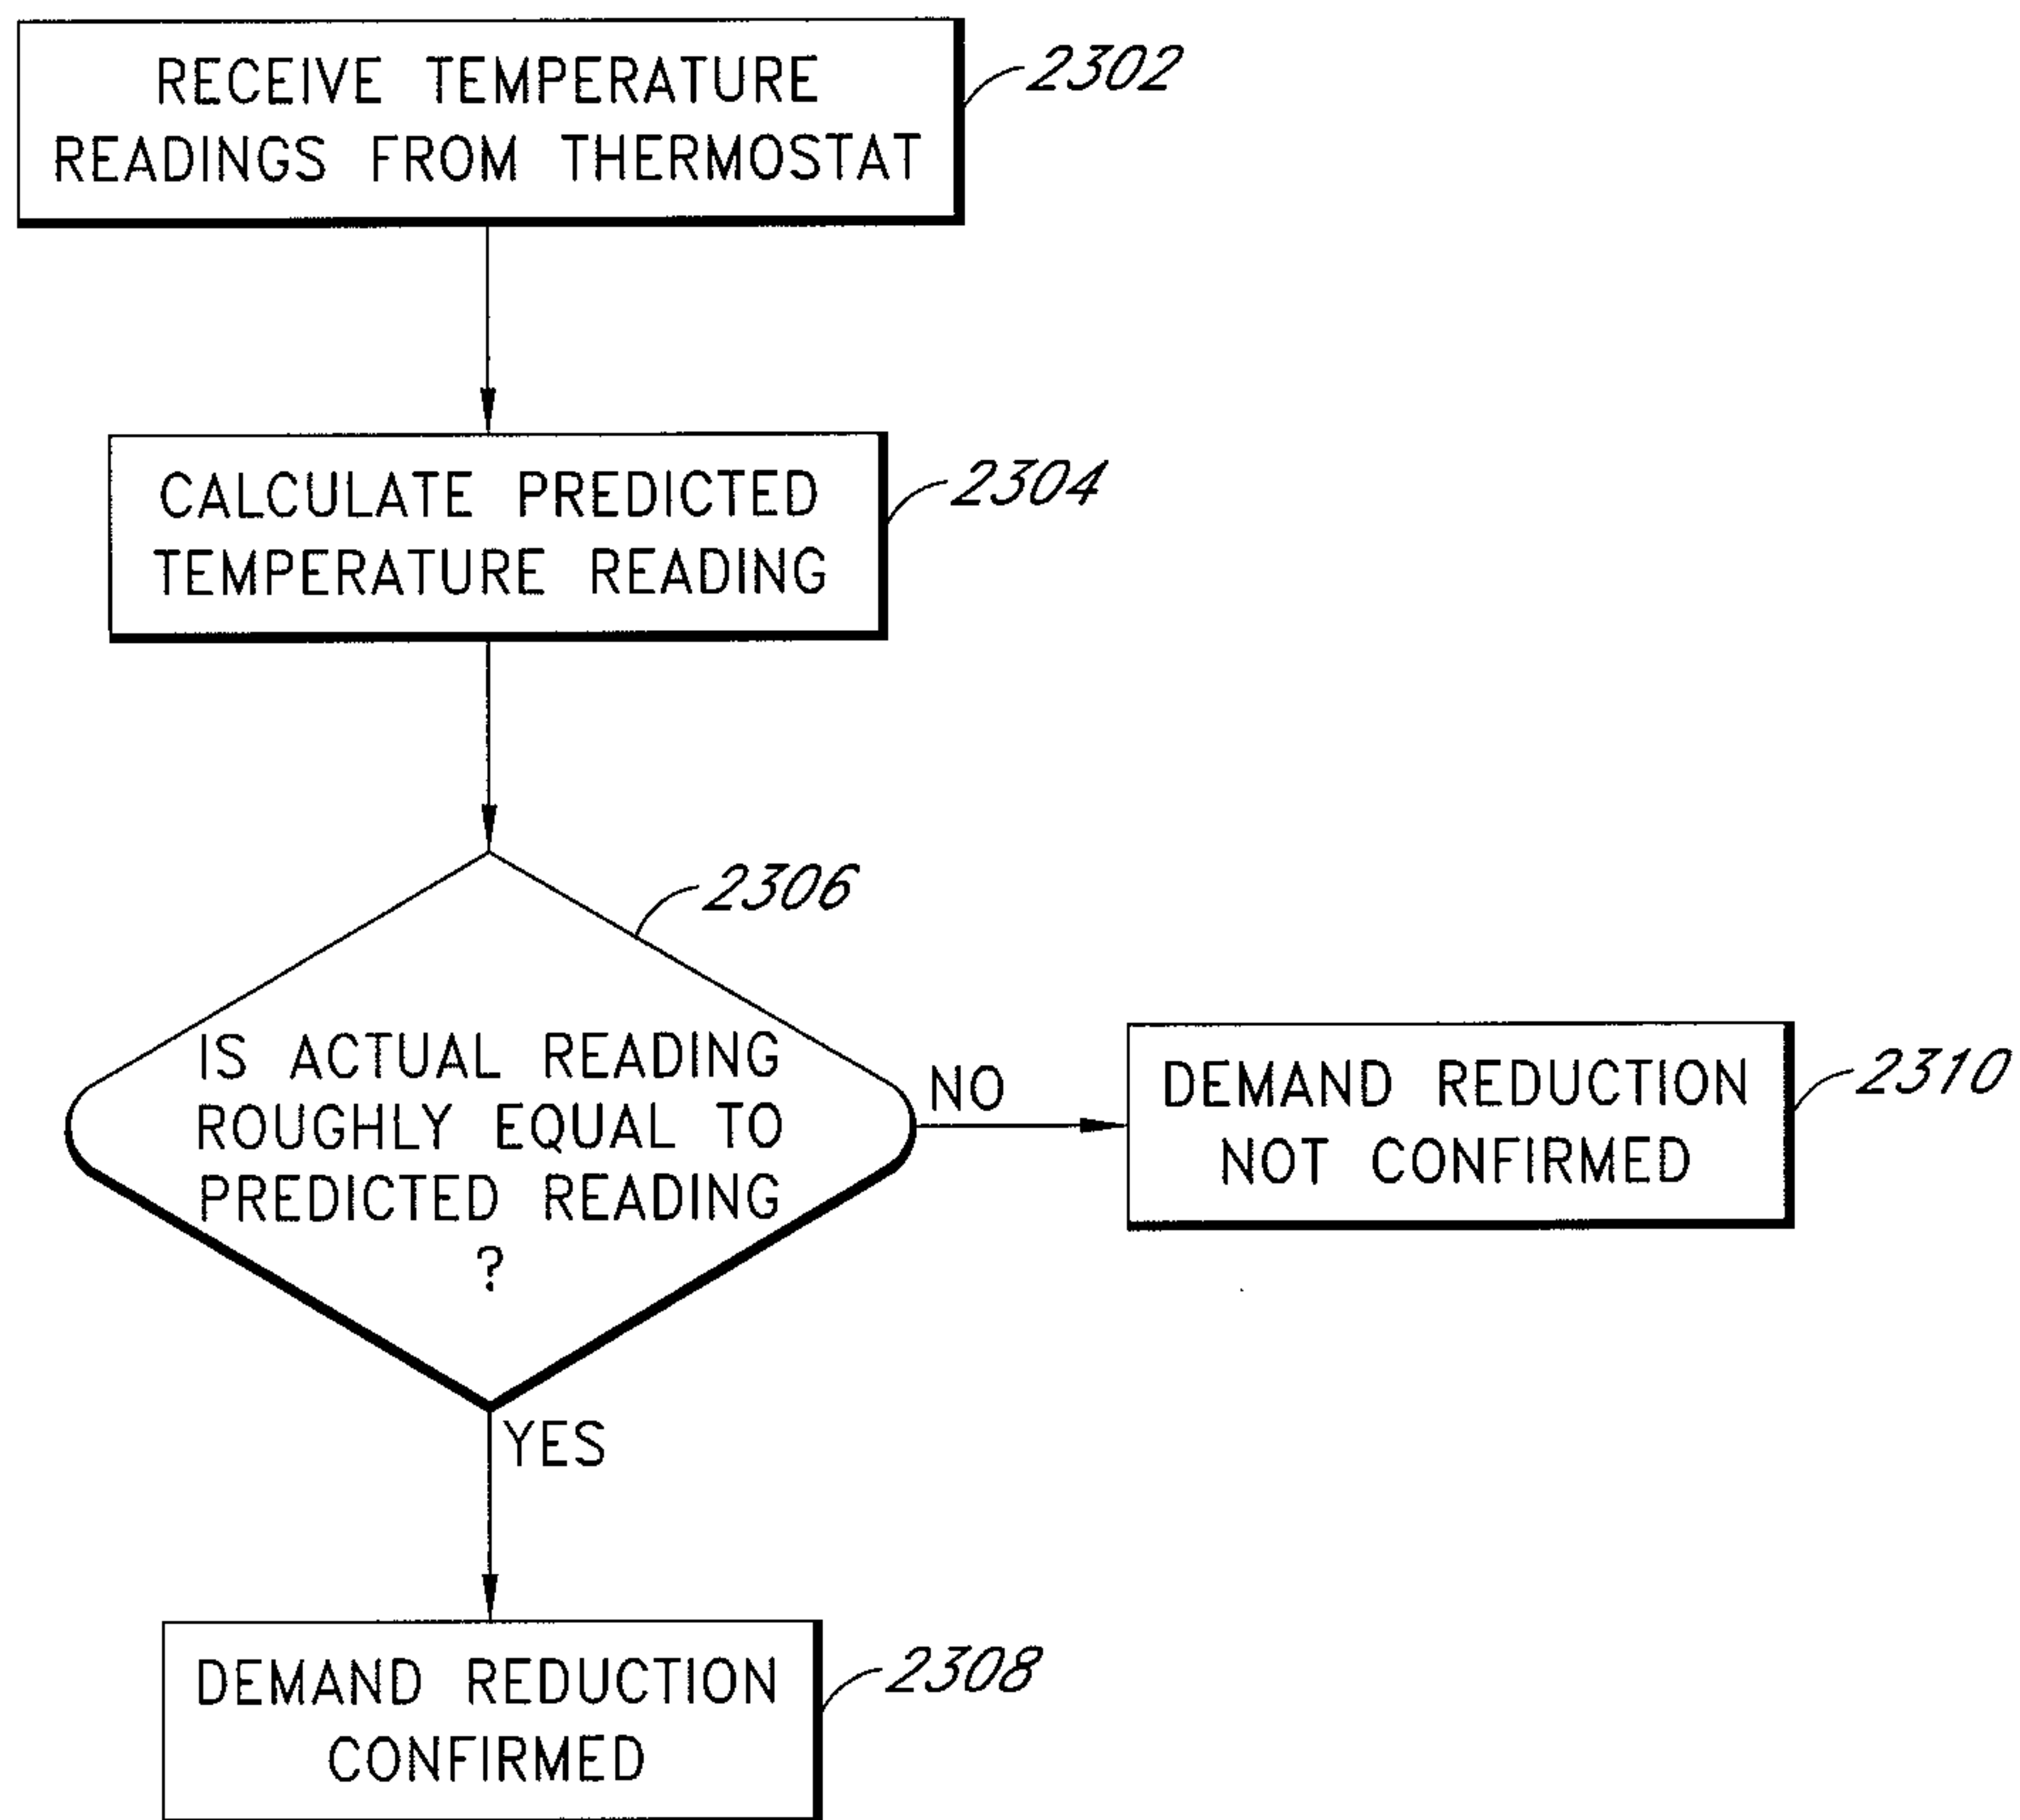 RECEIVE TEMPERATURE
READINGS FROM THERMOSTAT
2302
CALCULATE PREDICTED
TEMPERATURE READING
2304
2306
IS ACTUAL READING
ROUGHLY EQUAL TO
PREDICTED READING
?
NO
DEMAND REDUCTION
NOT CONFIRMED
2310
YES
DEMAND REDUCTION
CONFIRMED
2308